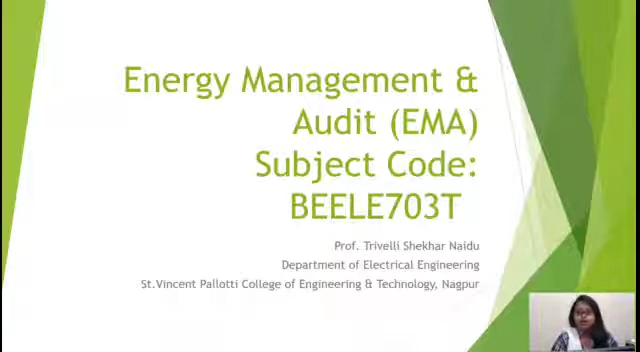 Energy Management &
Audit (EMA)
Subject Code:
BEELE703T
Prof. Trivelli Shekhar Naidu
Department of Electrical Engineering
St.Vincent Pallotti College of Engineering & Technology, Nagpur